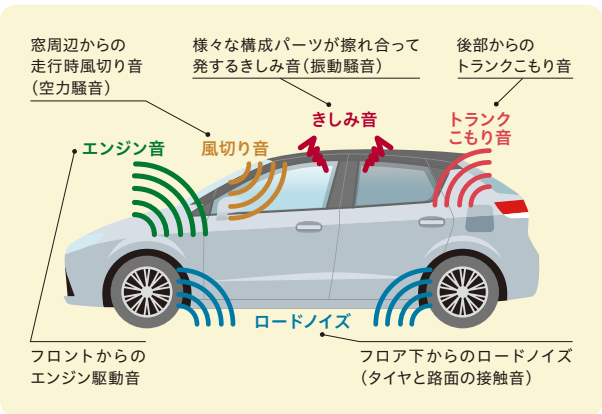 窓周辺からの
走行時風切り音
（空力騒音）
様々な構成パーツが擦れ合って
発するきしみ音（振動騒音）
後部からの
トランクこもり音
エンジン音
風切り音
きしみ音
トランク
こもり音
ロードノイズ
フロントからの
エンジン駆動音
フロア下からのロードノイズ
（タイヤと路面の接触音）